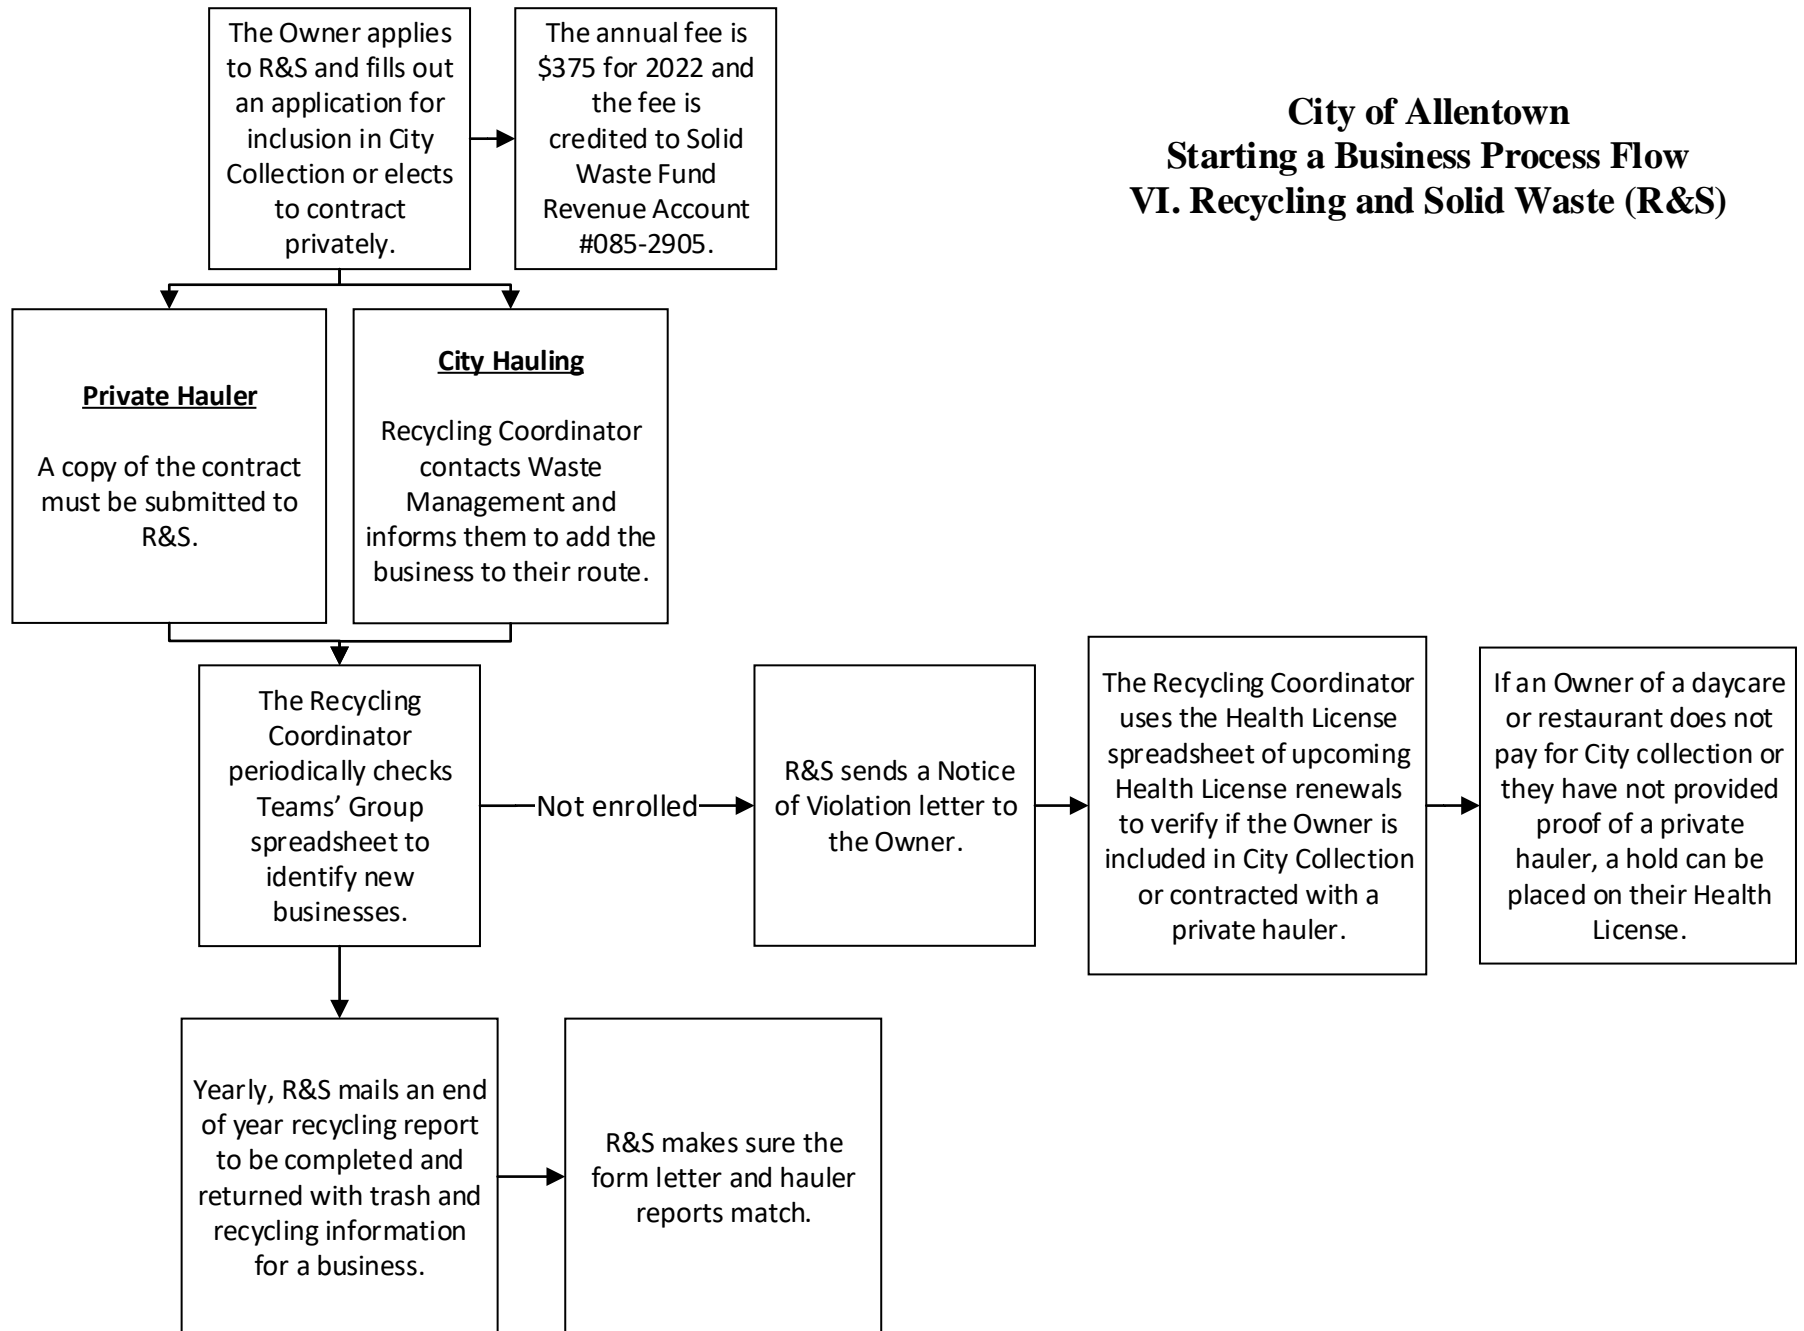 The Owner applies
to R&S and fills out
an application for
inclusion in City
Collection or elects
to contract
privately.
The annual fee is
$375 for 2022 and
the fee is
credited to Solid
Waste Fund
Revenue Account
#085-2905.
City of Allentown
Starting a Business Process Flow
VI. Recycling and Solid Waste (R&S)
Private Hauler
A copy of the contract
must be submitted to
R&S.
City Hauling
Recycling Coordinator
contacts Waste
Management and
informs them to add the
business to their route.
The Recycling
Coordinator
periodically checks
Teams’ Group
spreadsheet to
identify new
businesses.
Not enrolled
R&S sends a Notice
of Violation letter to
the Owner.
The Recycling Coordinator
uses the Health License
spreadsheet of upcoming
Health License renewals
to verify if the Owner is
included in City Collection
or contracted with a
private hauler.
If an Owner of a daycare
or restaurant does not
pay for City collection or
they have not provided
proof of a private
hauler, a hold can be
placed on their Health
License.
Yearly, R&S mails an end
of year recycling report
to be completed and
returned with trash and
recycling information
for a business.
R&S makes sure the
form letter and hauler
reports match.